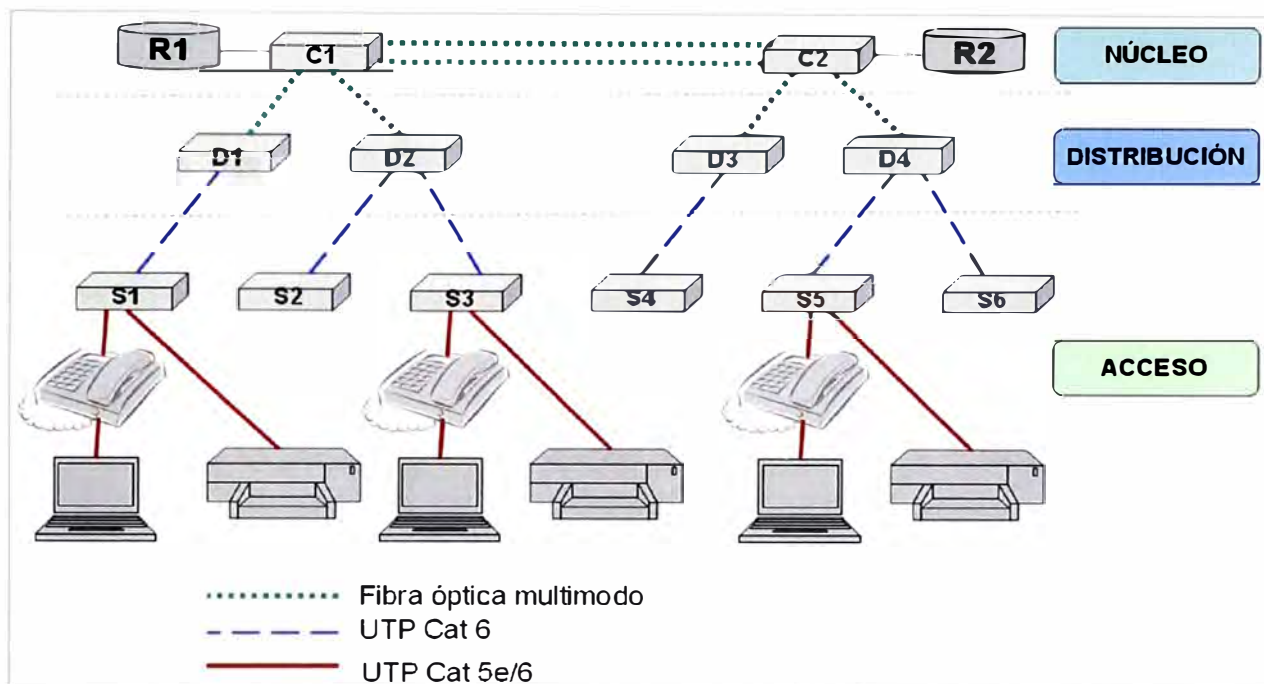 R1
C1
C2
R2
NÚCLEO
D1
D2
D3
D4
DISTRIBUCIÓN
S1
S2
S3
S4
S5
S6
ACCESO
Fibra óptica multimodo
UTP Cat 6
UTP Cat 5e/6